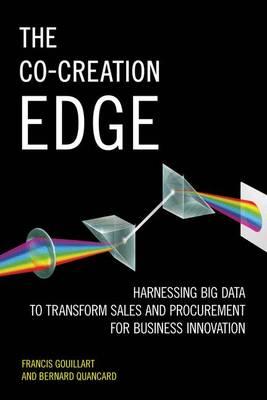 THE
CO-CREATION
EDGE
HARNESSING BIG DATA
TO TRANSFORM SALES AND PROCUREMENT
FOR BUSINESS INNOVATION
FRANCIS GOUILLART
AND BERNARD QUANCARD